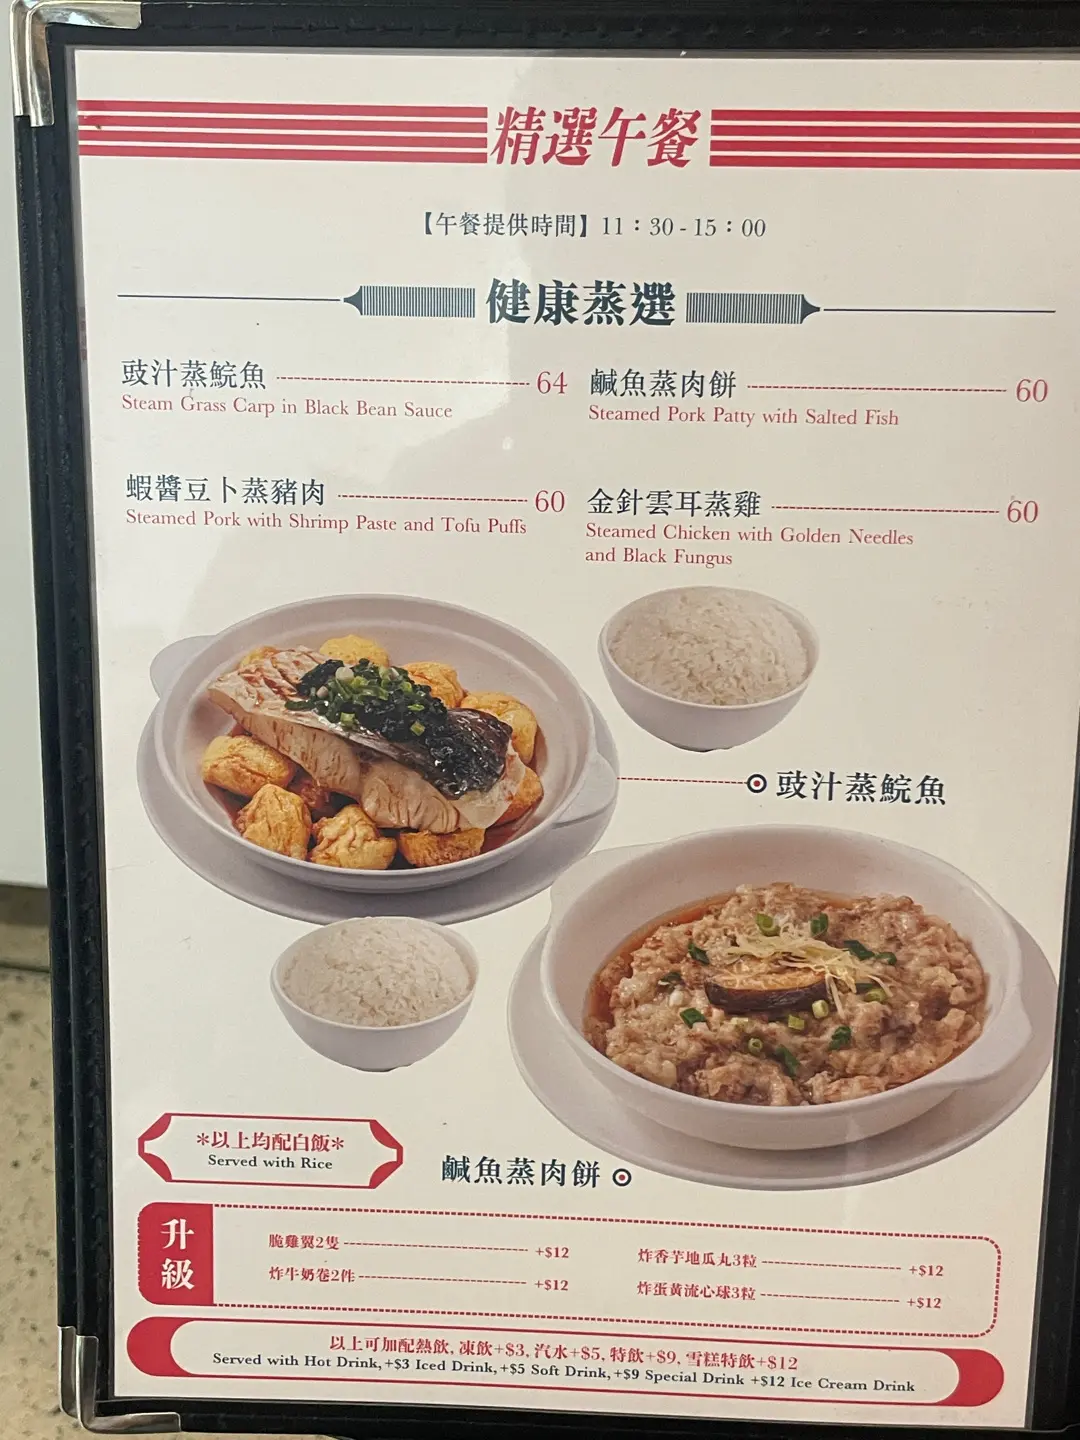 精選午餐
【午餐提供時間】11：30-15：00
健康蒸選
豉汁蒸鯇魚 64
Steam Grass Carp in Black Bean Sauce
鹹魚蒸肉餅 60
Steamed Pork Patty with Salted Fish
蝦醬豆卜蒸豬肉 60
Steamed Pork with Shrimp Paste and Tofu Puffs
金針雲耳蒸雞 60
Steamed Chicken with Golden Needles
and Black Fungus
豉汁蒸鯇魚
鹹魚蒸肉餅
*以上均配白飯*
Served with Rice
升級
脆雞翼2隻 +$12
炸牛奶卷2件 +$12
炸香芋地瓜丸3粒 +$12
炸蛋黃流心球3粒 +$12
以上可加配熱飲, 凍飲+$3, 汽水+$5, 特飲+$9, 雪糕特飲+$12
Served with Hot Drink,+$3 Iced Drink,+$5 Soft Drink,+$9 Special Drink +$12 Ice Cream Drink